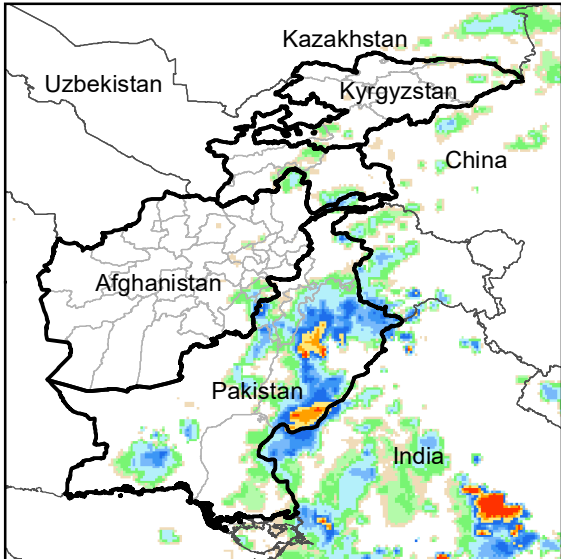 Kazakhstan
Uzbekistan
Kyrgyzstan
China
Afghanistan
Pakistan
India